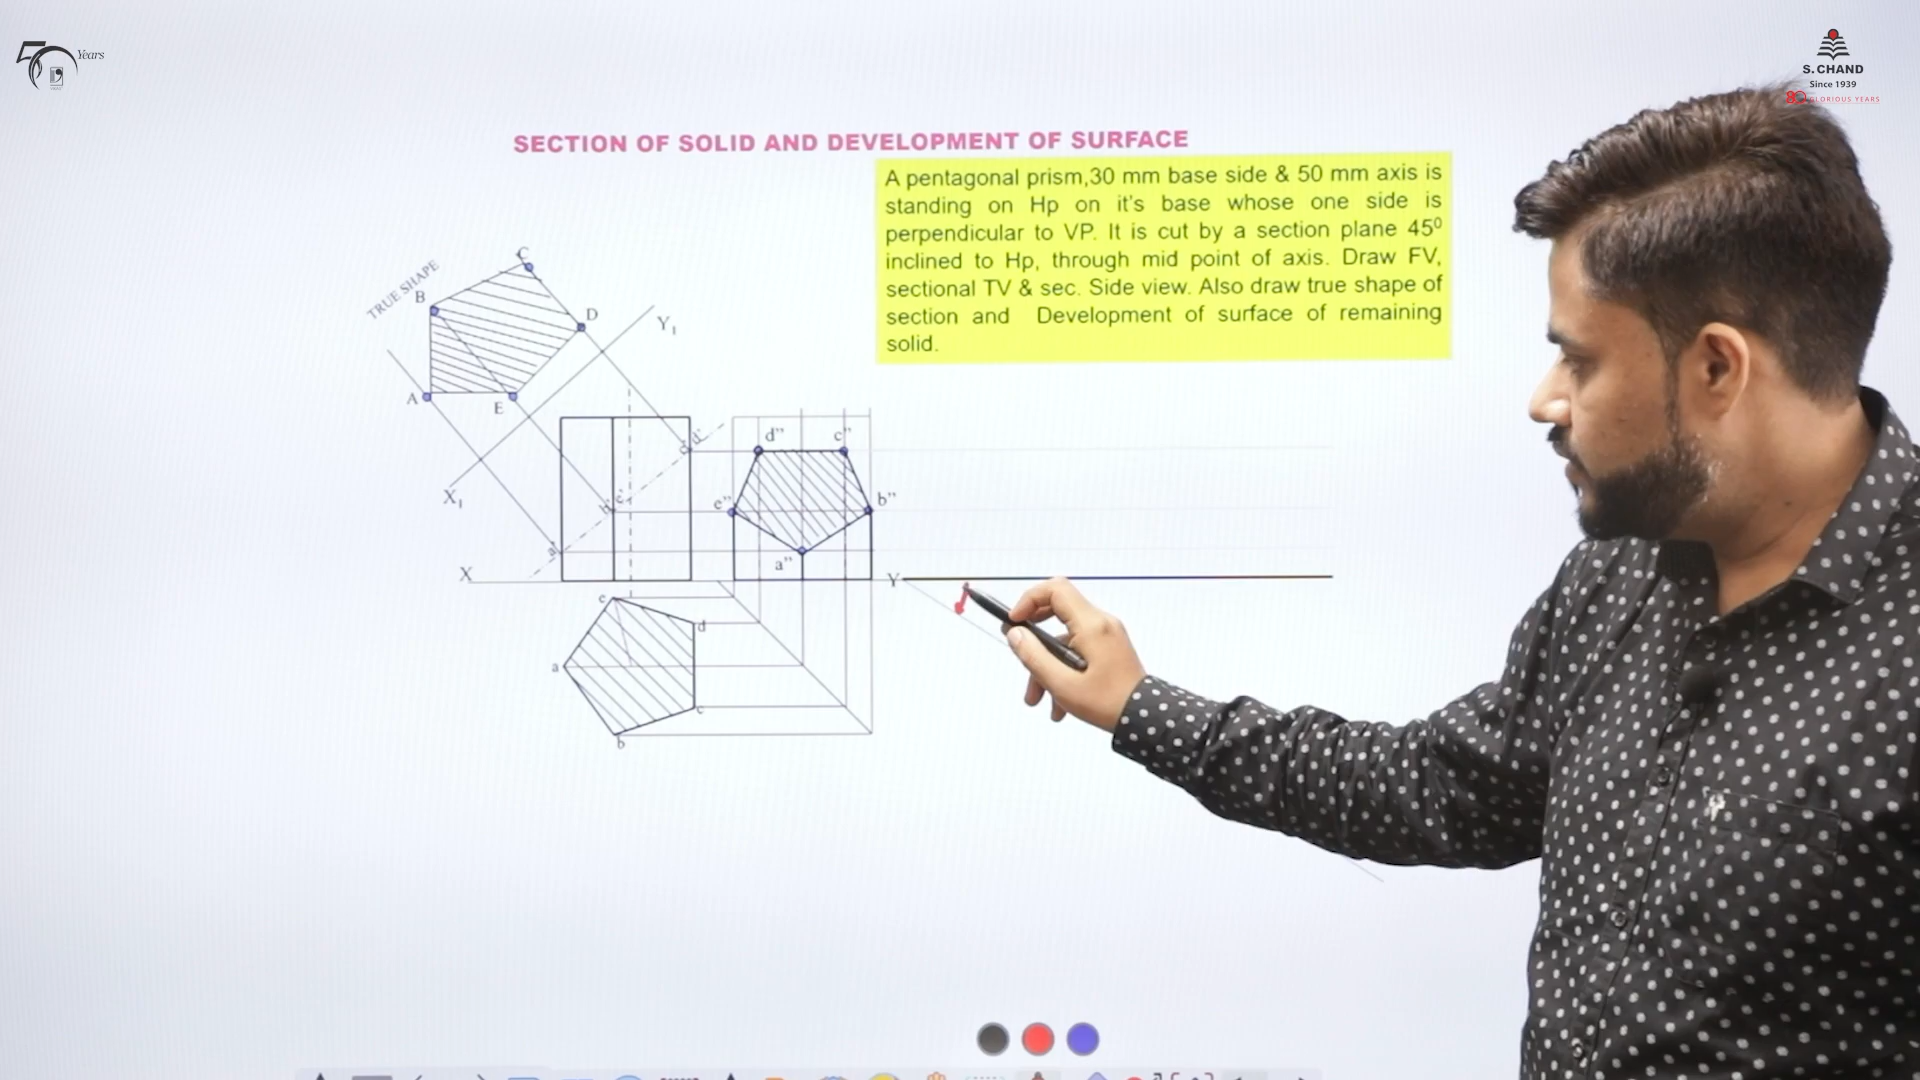 50 Years
S. CHAND
Since 1939
80 GLORIOUS YEARS
SECTION OF SOLID AND DEVELOPMENT OF SURFACE
A pentagonal prism,30 mm base side & 50 mm axis is
standing on Hp on it's base whose one side is
perpendicular to VP. It is cut by a section plane 45⁰
inclined to Hp, through mid point of axis. Draw FV,
sectional TV & sec. Side view. Also draw true shape of
section and Development of surface of remaining
solid.
TRUE SHAPE
C
B
D
Y₁
A
E
X₁
d'
d”
c”
e”
b”
b'
e'
a'
a”
X
Y
e
d
a
c
b